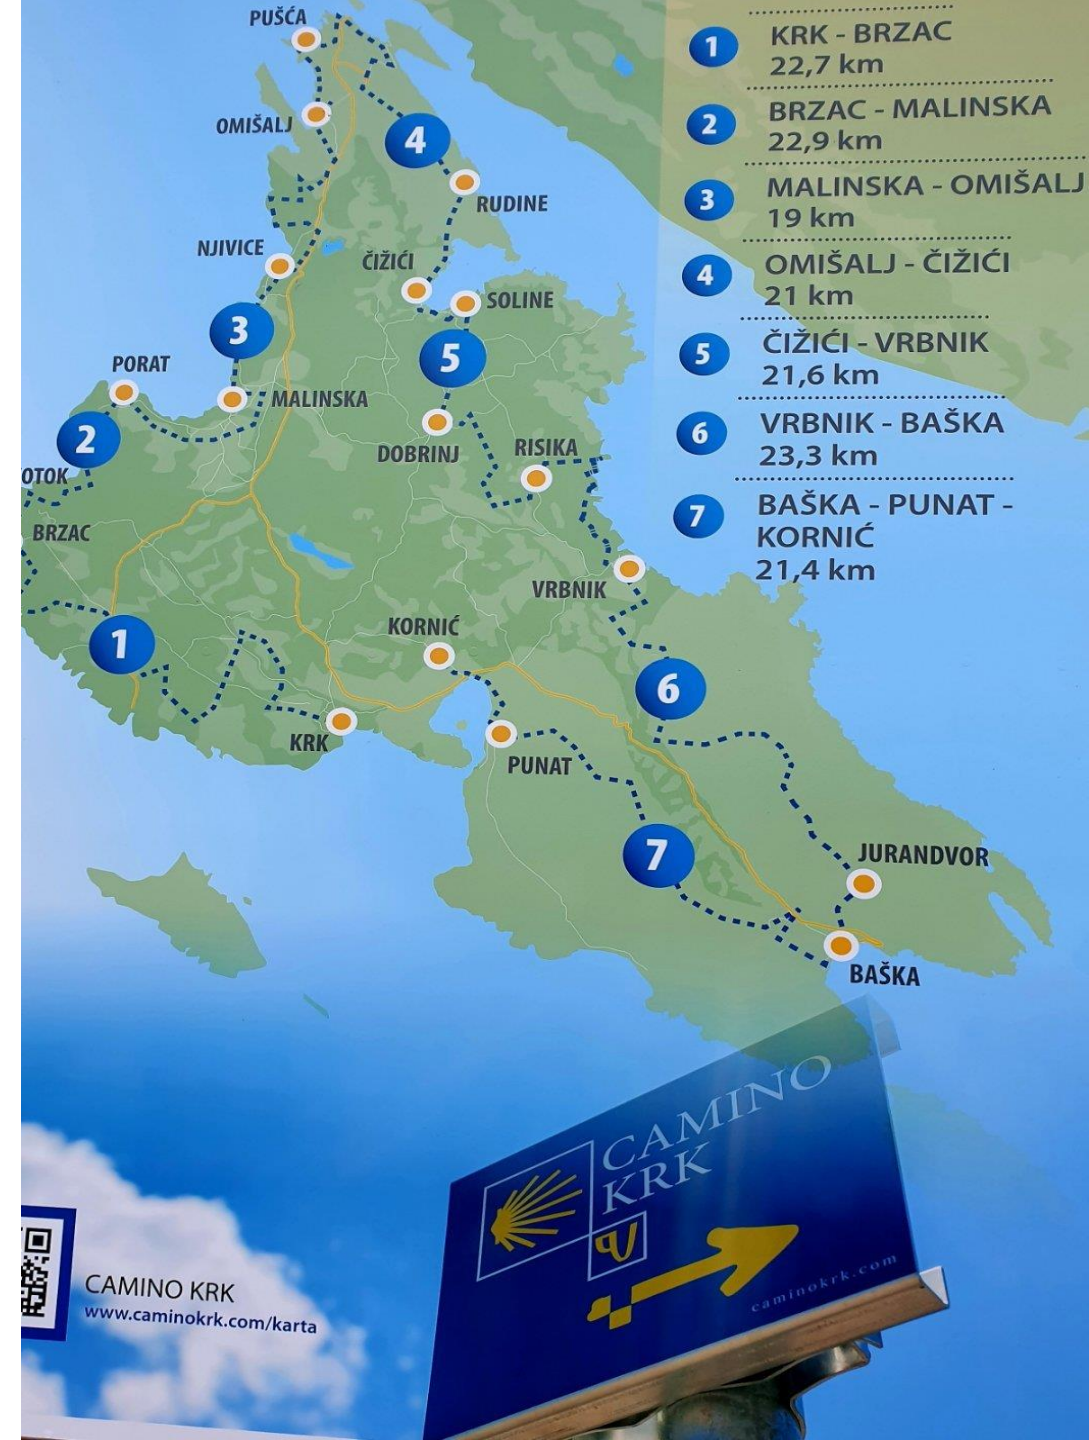 PUŠĆA
OMIŠALJ
4
RUDINE
NJIVICE
ČIŽIĆI
SOLINE
3
5
PORAT
MALINSKA
2
DOBRINJ
RISIKA
OTOK
BRZAC
VRBNIK
1
KORNIĆ
6
KRK
PUNAT
7
JURANDVOR
BAŠKA
1 KRK - BRZAC
22,7 km
2 BRZAC - MALINSKA
22,9 km
3 MALINSKA - OMIŠALJ
19 km
4 OMIŠALJ - ČIŽIĆI
21 km
5 ČIŽIĆI - VRBNIK
21,6 km
6 VRBNIK - BAŠKA
23,3 km
7 BAŠKA - PUNAT -
KORNIĆ
21,4 km
CAMINO
KRK
caminokrk.com
CAMINO KRK
www.caminokrk.com/karta